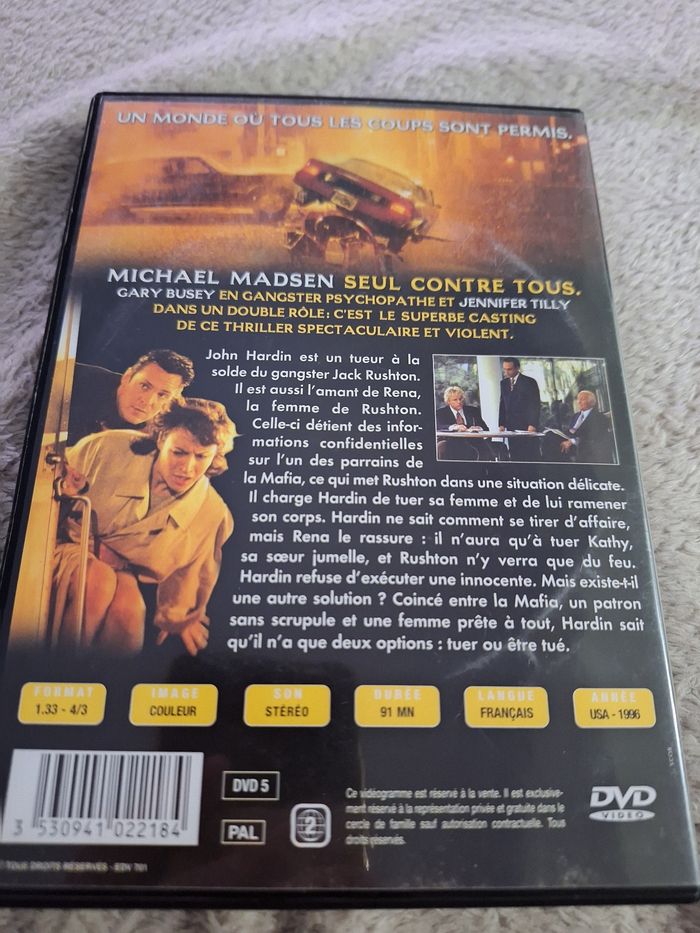 UN MONDE OÙ TOUS LES COUPS SONT PERMIS.
MICHAEL MADSEN SEUL CONTRE TOUS.
GARY BUSEY EN GANGSTER PSYCHOPATHE ET JENNIFER TILLY
DANS UN DOUBLE RÔLE : C'EST LE SUPERBE CASTING
DE CE THRILLER SPECTACULAIRE ET VIOLENT.
John Hardin est un tueur à la
solde du gangster Jack Rushton.
Il est aussi l'amant de Rena,
la femme de Rushton.
Celle-ci détient des infor-
mations confidentielles
sur l'un des parrains de
la Mafia, ce qui met Rushton dans une situation délicate.
Il charge Hardin de tuer sa femme et de lui ramener
son corps. Hardin ne sait comment se tirer d'affaire,
mais Rena le rassure : il n'aura qu'à tuer Kathy,
sa sœur jumelle, et Rushton n'y verra que du feu.
Hardin refuse d'exécuter une innocente. Mais existe-t-il
une autre solution ? Coincé entre la Mafia, un patron
sans scrupule et une femme prête à tout, Hardin sait
qu'il n'a que deux options : tuer ou être tué.
FORMAT
1.33 - 4/3
IMAGE
COULEUR
SON
STÉRÉO
DURÉE
91 MN
LANGUE
FRANÇAIS
ANNÉE
USA - 1996
3 530941 022184
DVD 5
PAL
2
Ce vidéogramme est réservé à la vente. Il est exclusive-
ment réservé à la représentation privée et gratuite dans le
cercle de famille sauf autorisation contractuelle. Tous
droits réservés.
DVD
VIDEO
TOUS DROITS RÉSERVÉS - EDV 701